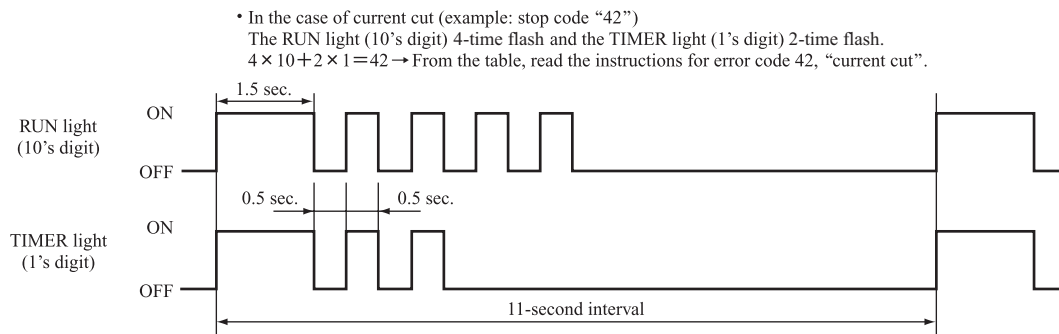 • In the case of current cut (example: stop code “42”)
The RUN light (10’s digit) 4-time flash and the TIMER light (1’s digit) 2-time flash.
4×10+2×1=42→From the table, read the instructions for error code 42, “current cut”.
1.5 sec.
ON
RUN light
(10’s digit)
OFF
0.5 sec.
0.5 sec.
ON
TIMER light
(1’s digit)
OFF
11-second interval